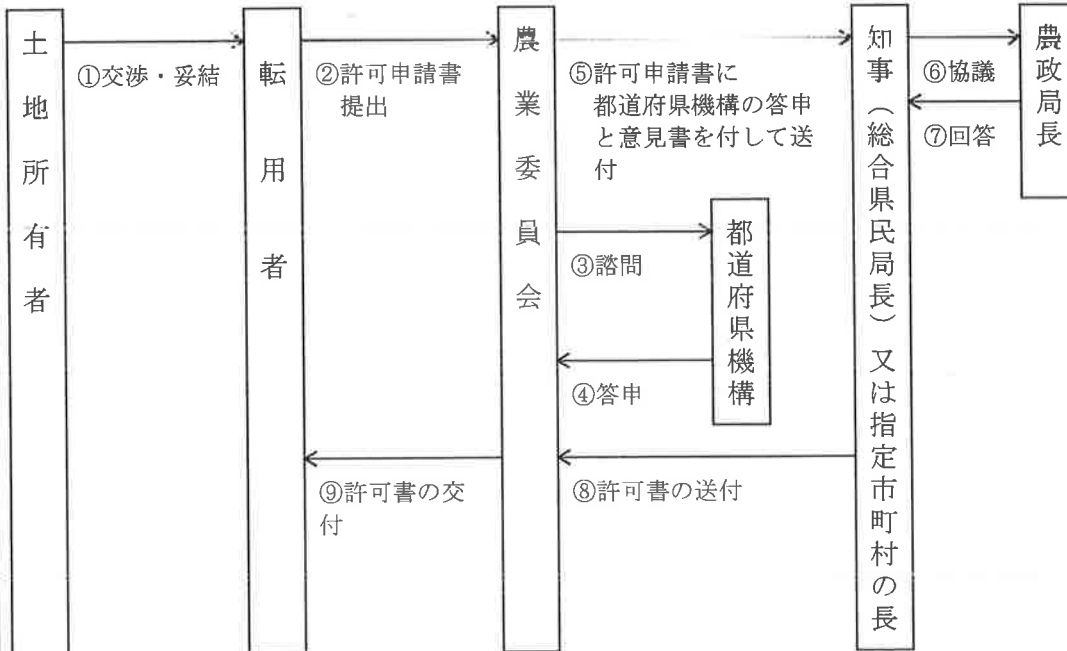 土地所有者
①交渉・妥結
転用者
②許可申請書
提出
農業委員会
⑤許可申請書に
都道府県機構の答申
と意見書を付して送
付
③諮問
④答申
都道府県機構
知事（総合県民局長）又は指定市町村の長
⑥協議
⑦回答
農政局長
⑧許可書の送付
⑨許可書の交
付